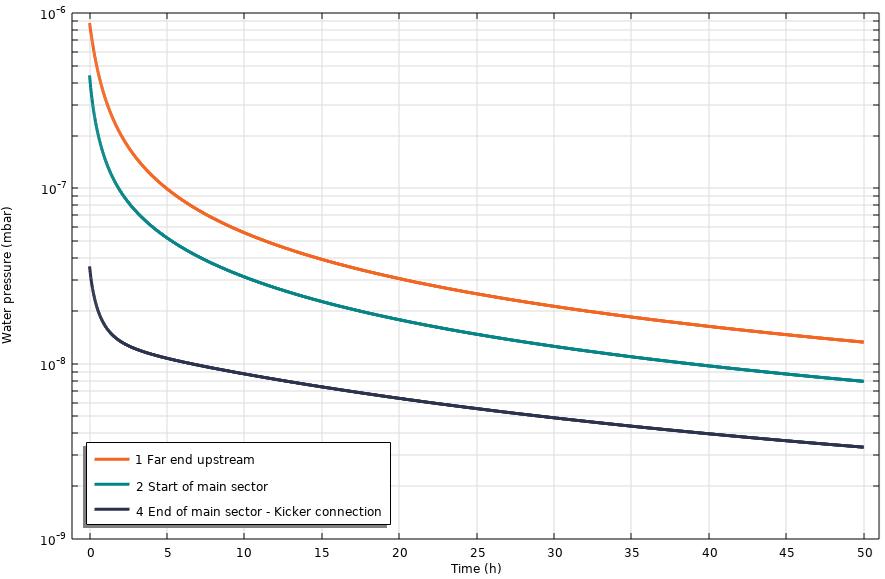 10-6
10-7
10-8
10-9
Water pressure (mbar)
1 Far end upstream
2 Start of main sector
4 End of main sector - Kicker connection
0 5 10 15 20 25 30 35 40 45 50
Time (h)